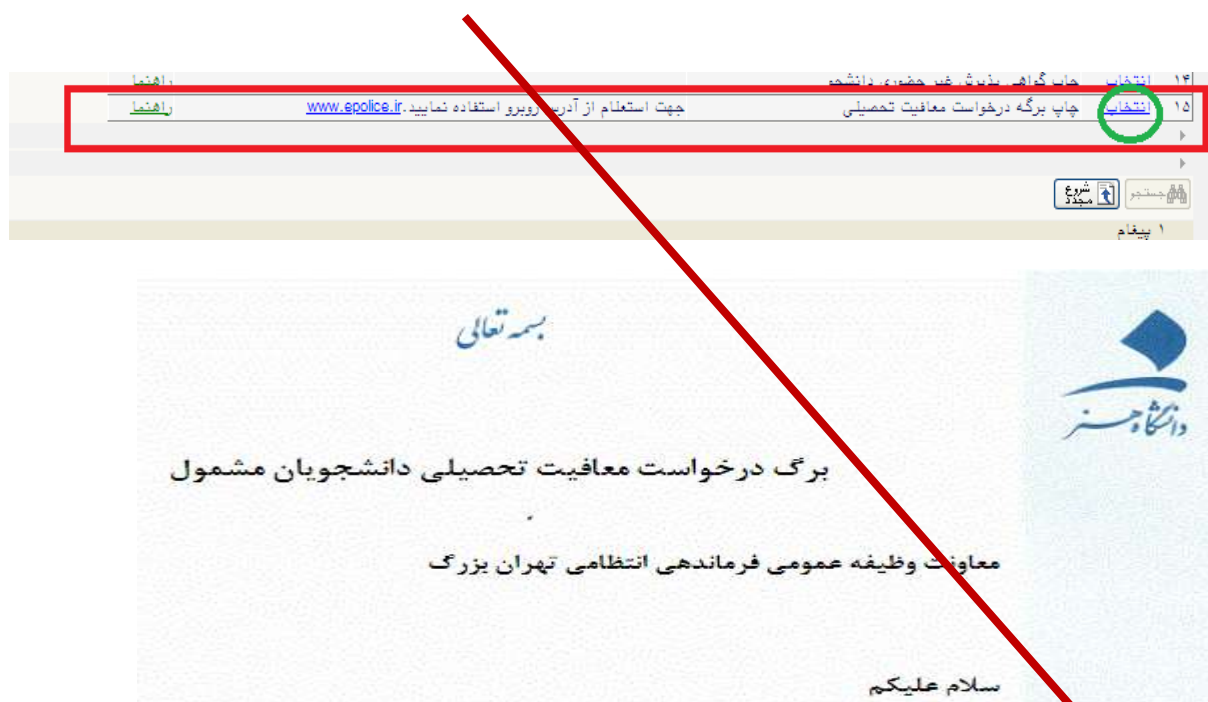 ۱۴ انتخاب چاپ گواهی پذیرش غیر حضوری دانشجو راهنما
۱۵ انتخاب چاپ برگه درخواست معافیت تحصیلی جهت استعلام از آدرس روبرو استفاده نمایید.www.epolice.ir راهنما
جستجو شروع مجدد
۱ پیغام
بسمه تعالی
دانشگاه هنر
برگ درخواست معافیت تحصیلی دانشجویان مشمول
معاونت وظیفه عمومی فرماندهی انتظامی تهران بزرگ
سلام علیکم